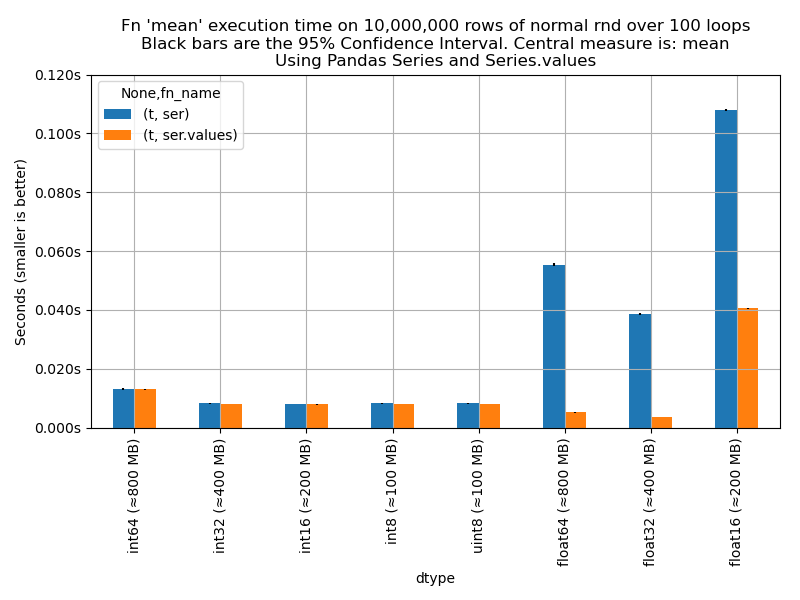 Fn 'mean' execution time on 10,000,000 rows of normal rnd over 100 loops
Black bars are the 95% Confidence Interval. Central measure is: mean
Using Pandas Series and Series.values
None,fn_name
(t, ser)
(t, ser.values)
Seconds (smaller is better)
0.120s
0.100s
0.080s
0.060s
0.040s
0.020s
0.000s
int64 (≈800 MB)
int32 (≈400 MB)
int16 (≈200 MB)
int8 (≈100 MB)
uint8 (≈100 MB)
float64 (≈800 MB)
float32 (≈400 MB)
float16 (≈200 MB)
dtype